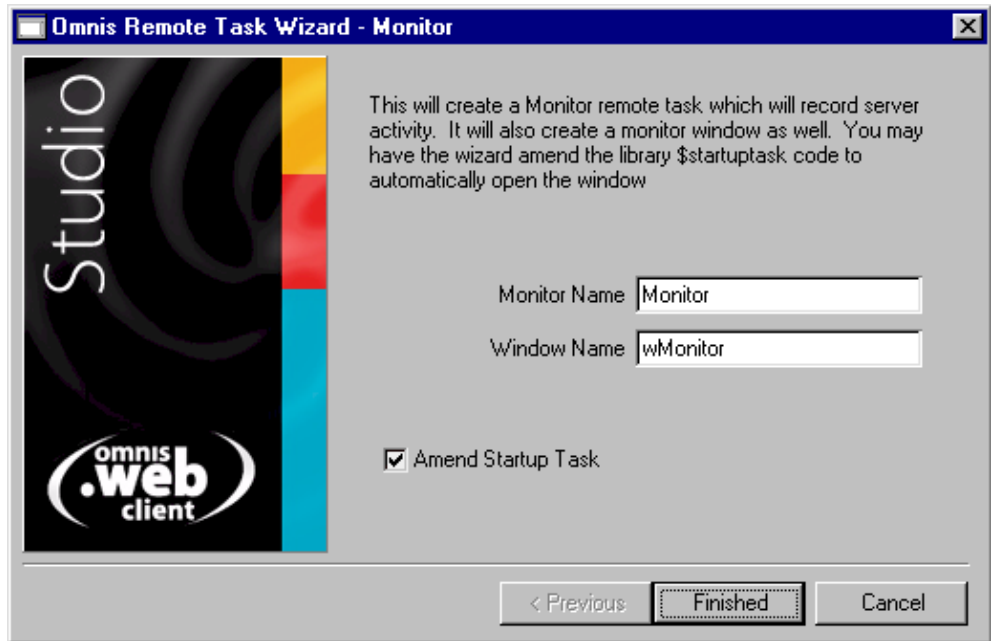 Omnis Remote Task Wizard - Monitor
Studio
This will create a Monitor remote task which will record server
activity. It will also create a monitor window as well. You may
have the wizard amend the library $startuptask code to
automatically open the window
Monitor Name Monitor
Window Name wMonitor
Amend Startup Task
omnis
.web
client
< Previous Finished Cancel